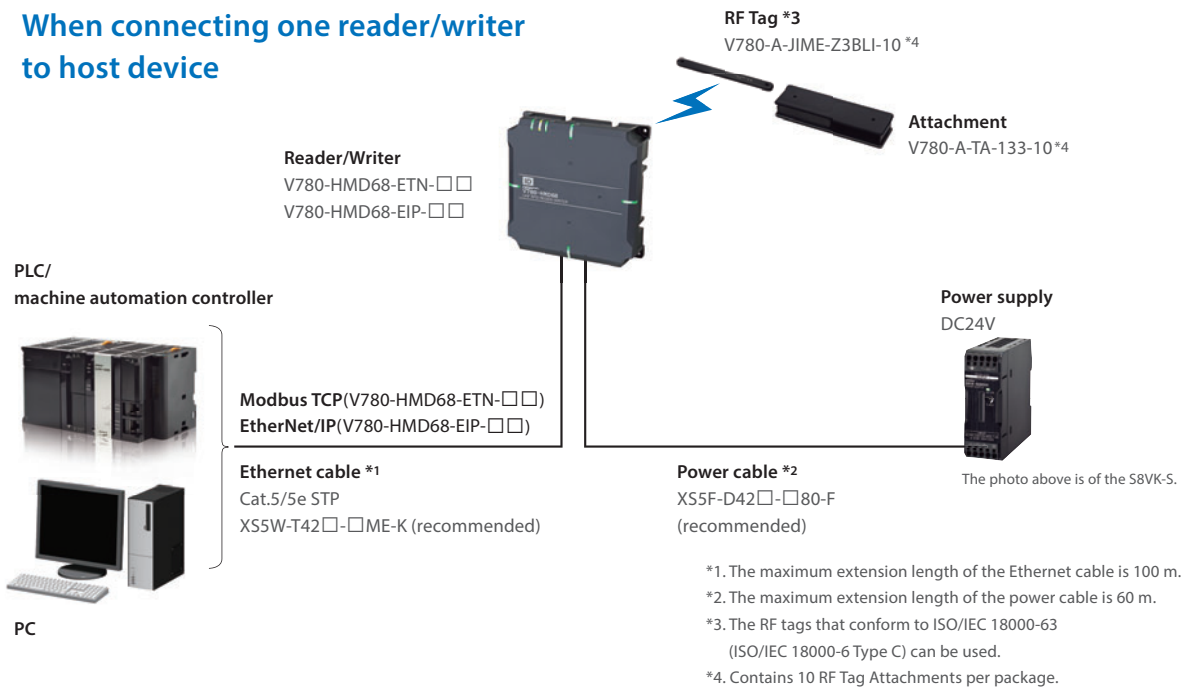 When connecting one reader/writer
to host device
RF Tag *3
V780-A-JIME-Z3BLI-10 *4
Attachment
V780-A-TA-133-10 *4
Reader/Writer
V780-HMD68-ETN-□□
V780-HMD68-EIP-□□
PLC/
machine automation controller
Power supply
DC24V
Modbus TCP(V780-HMD68-ETN-□□)
EtherNet/IP(V780-HMD68-EIP-□□)
Ethernet cable *1
Cat.5/5e STP
XS5W-T42□-□ME-K (recommended)
Power cable *2
XS5F-D42□-□80-F
(recommended)
The photo above is of the S8VK-S.
PC
*1. The maximum extension length of the Ethernet cable is 100 m.
*2. The maximum extension length of the power cable is 60 m.
*3. The RF tags that conform to ISO/IEC 18000-63
(ISO/IEC 18000-6 Type C) can be used.
*4. Contains 10 RF Tag Attachments per package.